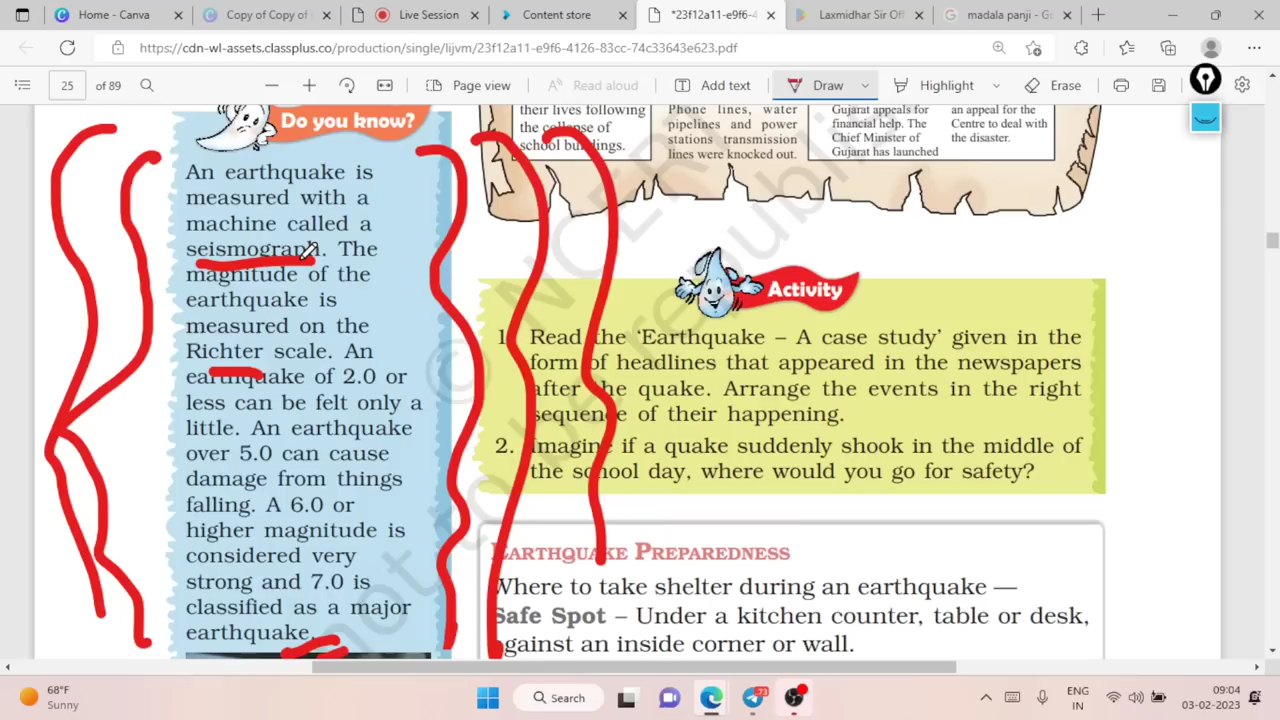 Home - Canva
Copy of Copy of
Live Session
Content store
*23f12a11-e9f6-4
Laxmidhar Sir Off
madala panji - Go
https://cdn-wl-assets.classplus.co/production/single/lijvm/23f12a11-e9f6-4126-83cc-74c33643e623.pdf
25 of 89
Page view
Read aloud
Add text
Draw
Highlight
Erase
Do you know?
An earthquake is
measured with a
machine called a
seismograph. The
magnitude of the
earthquake is
measured on the
Richter scale. An
earthquake of 2.0 or
less can be felt only a
little. An earthquake
over 5.0 can cause
damage from things
falling. A 6.0 or
higher magnitude is
considered very
strong and 7.0 is
classified as a major
earthquake.
their lives following
the collapse of
school buildings.
Phone lines, water
pipelines and power
stations transmission
lines were knocked out.
Gujarat appeals for
financial help. The
Chief Minister of
Gujarat has launched
an appeal for the
Centre to deal with
the disaster.
Activity
1. Read the ‘Earthquake – A case study’ given in the
form of headlines that appeared in the newspapers
after the quake. Arrange the events in the right
sequence of their happening.
2. Imagine if a quake suddenly shook in the middle of
the school day, where would you go for safety?
EARTHQUAKE PREPAREDNESS
Where to take shelter during an earthquake —
Safe Spot – Under a kitchen counter, table or desk,
against an inside corner or wall.
© NCERT
not to be republi
68°F
Sunny
Search
73
ENG
IN
09:04
03-02-2023